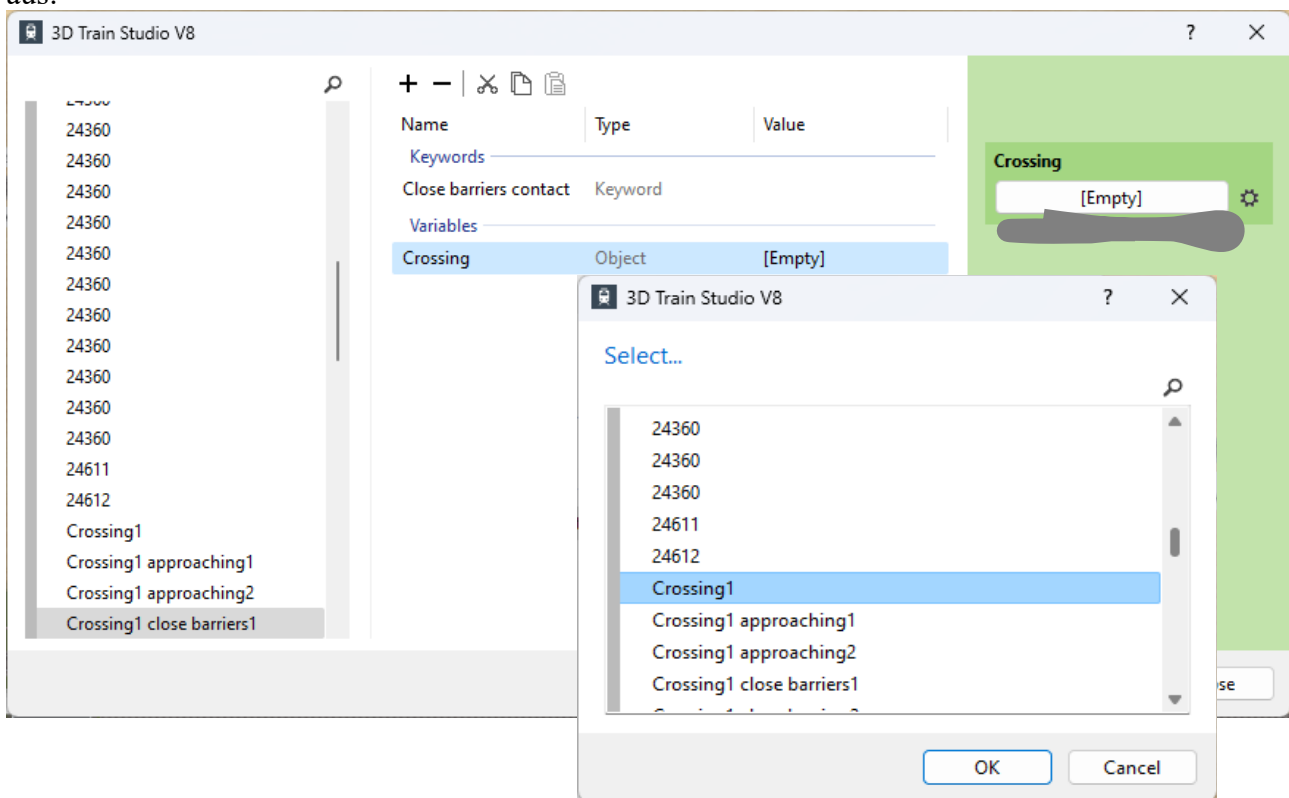 aus:
3D Train Studio V8
?
24360
24360
24360
24360
24360
24360
24360
24360
24360
24360
24360
24611
24612
Crossing1
Crossing1 approaching1
Crossing1 approaching2
Crossing1 close barriers1
Name Type Value
Keywords
Close barriers contact Keyword
Variables
Crossing Object [Empty]
Crossing
[Empty]
3D Train Studio V8
?
Select...
24360
24360
24360
24611
24612
Crossing1
Crossing1 approaching1
Crossing1 approaching2
Crossing1 close barriers1
OK Cancel